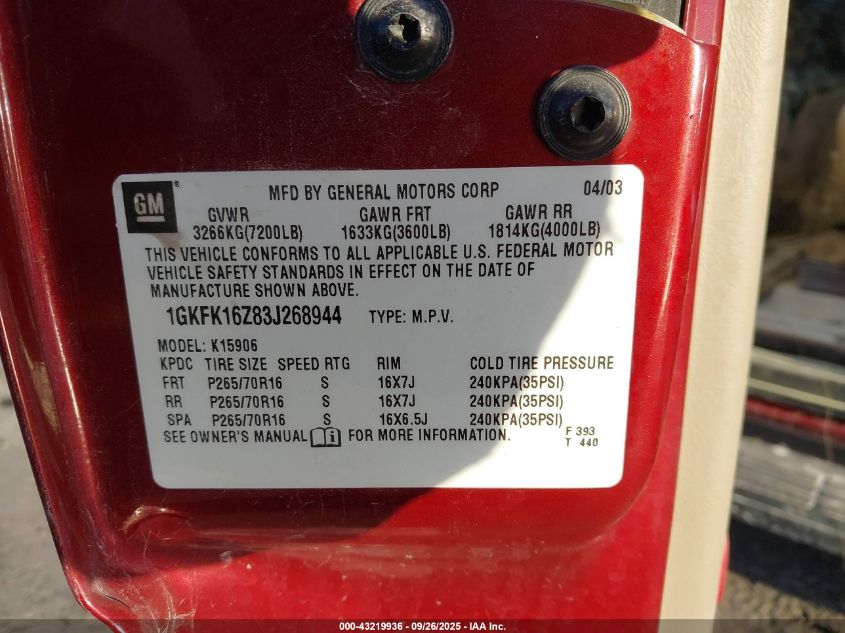 GM ® MFD BY GENERAL MOTORS CORP 04/03
GVWR GAWR FRT GAWR RR
3266KG(7200LB) 1633KG(3600LB) 1814KG(4000LB)
THIS VEHICLE CONFORMS TO ALL APPLICABLE U.S. FEDERAL MOTOR
VEHICLE SAFETY STANDARDS IN EFFECT ON THE DATE OF
MANUFACTURE SHOWN ABOVE.
1GKFK16Z83J268944 TYPE: M.P.V.
MODEL: K15906
KPDC TIRE SIZE SPEED RTG RIM COLD TIRE PRESSURE
FRT P265/70R16 S 16X7J 240KPA(35PSI)
RR P265/70R16 S 16X7J 240KPA(35PSI)
SPA P265/70R16 S 16X6.5J 240KPA(35PSI)
SEE OWNER'S MANUAL i FOR MORE INFORMATION. F 393
T 440
000-43219936 - 09/26/2025 - IAA Inc.